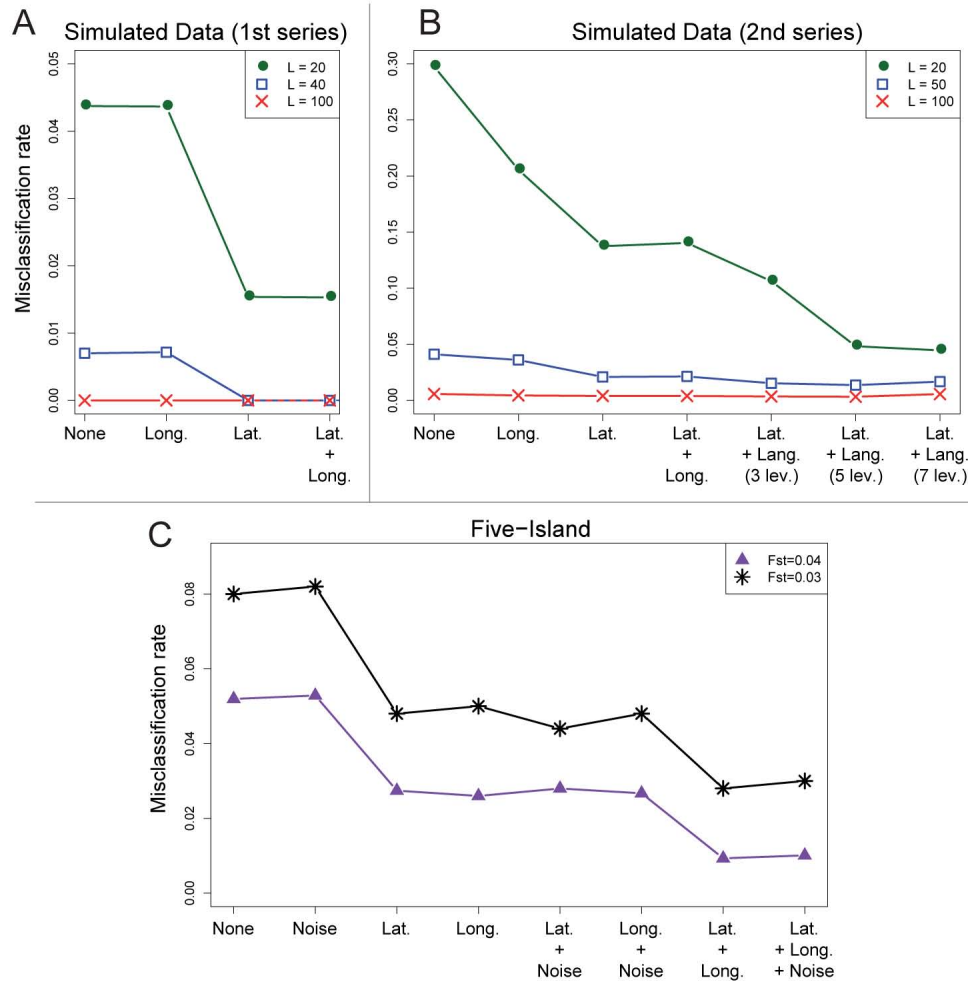 A
Simulated Data (1st series)
Misclassification rate
0.05
0.04
0.03
0.02
0.01
0.00
L = 20
L = 40
L = 100
None
Long.
Lat.
Lat.
+
Long.
B
Simulated Data (2nd series)
0.30
0.25
0.20
0.15
0.10
0.05
0.00
L = 20
L = 50
L = 100
None
Long.
Lat.
Lat.
+
Long.
Lat.
+ Lang.
(3 lev.)
Lat.
+ Lang.
(5 lev.)
Lat.
+ Lang.
(7 lev.)
C
Five−Island
Misclassification rate
0.08
0.06
0.04
0.02
0.00
Fst=0.04
Fst=0.03
None
Noise
Lat.
Long.
Lat.
+
Noise
Long.
+
Noise
Lat.
+
Long.
Lat.
+ Long.
+ Noise